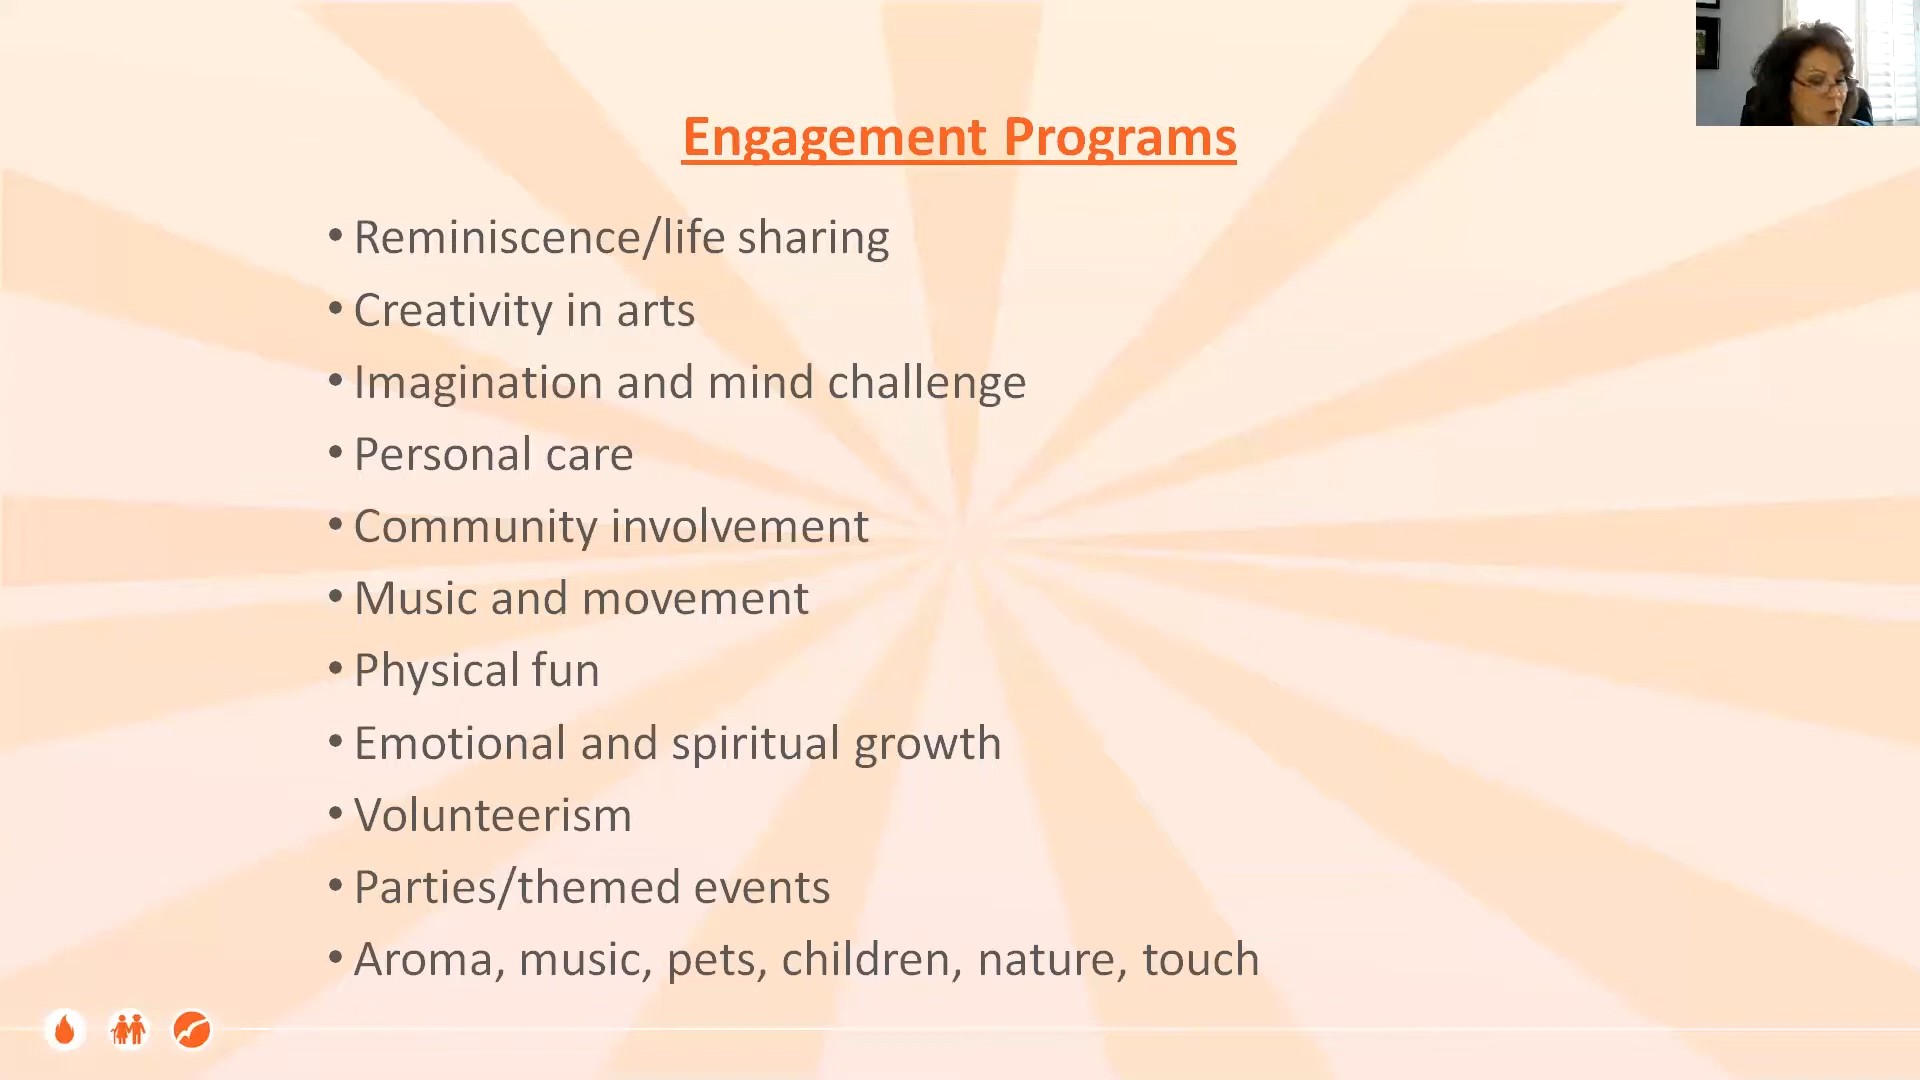 Engagement Programs
• Reminiscence/life sharing
• Creativity in arts
• Imagination and mind challenge
• Personal care
• Community involvement
• Music and movement
• Physical fun
• Emotional and spiritual growth
• Volunteerism
• Parties/themed events
• Aroma, music, pets, children, nature, touch